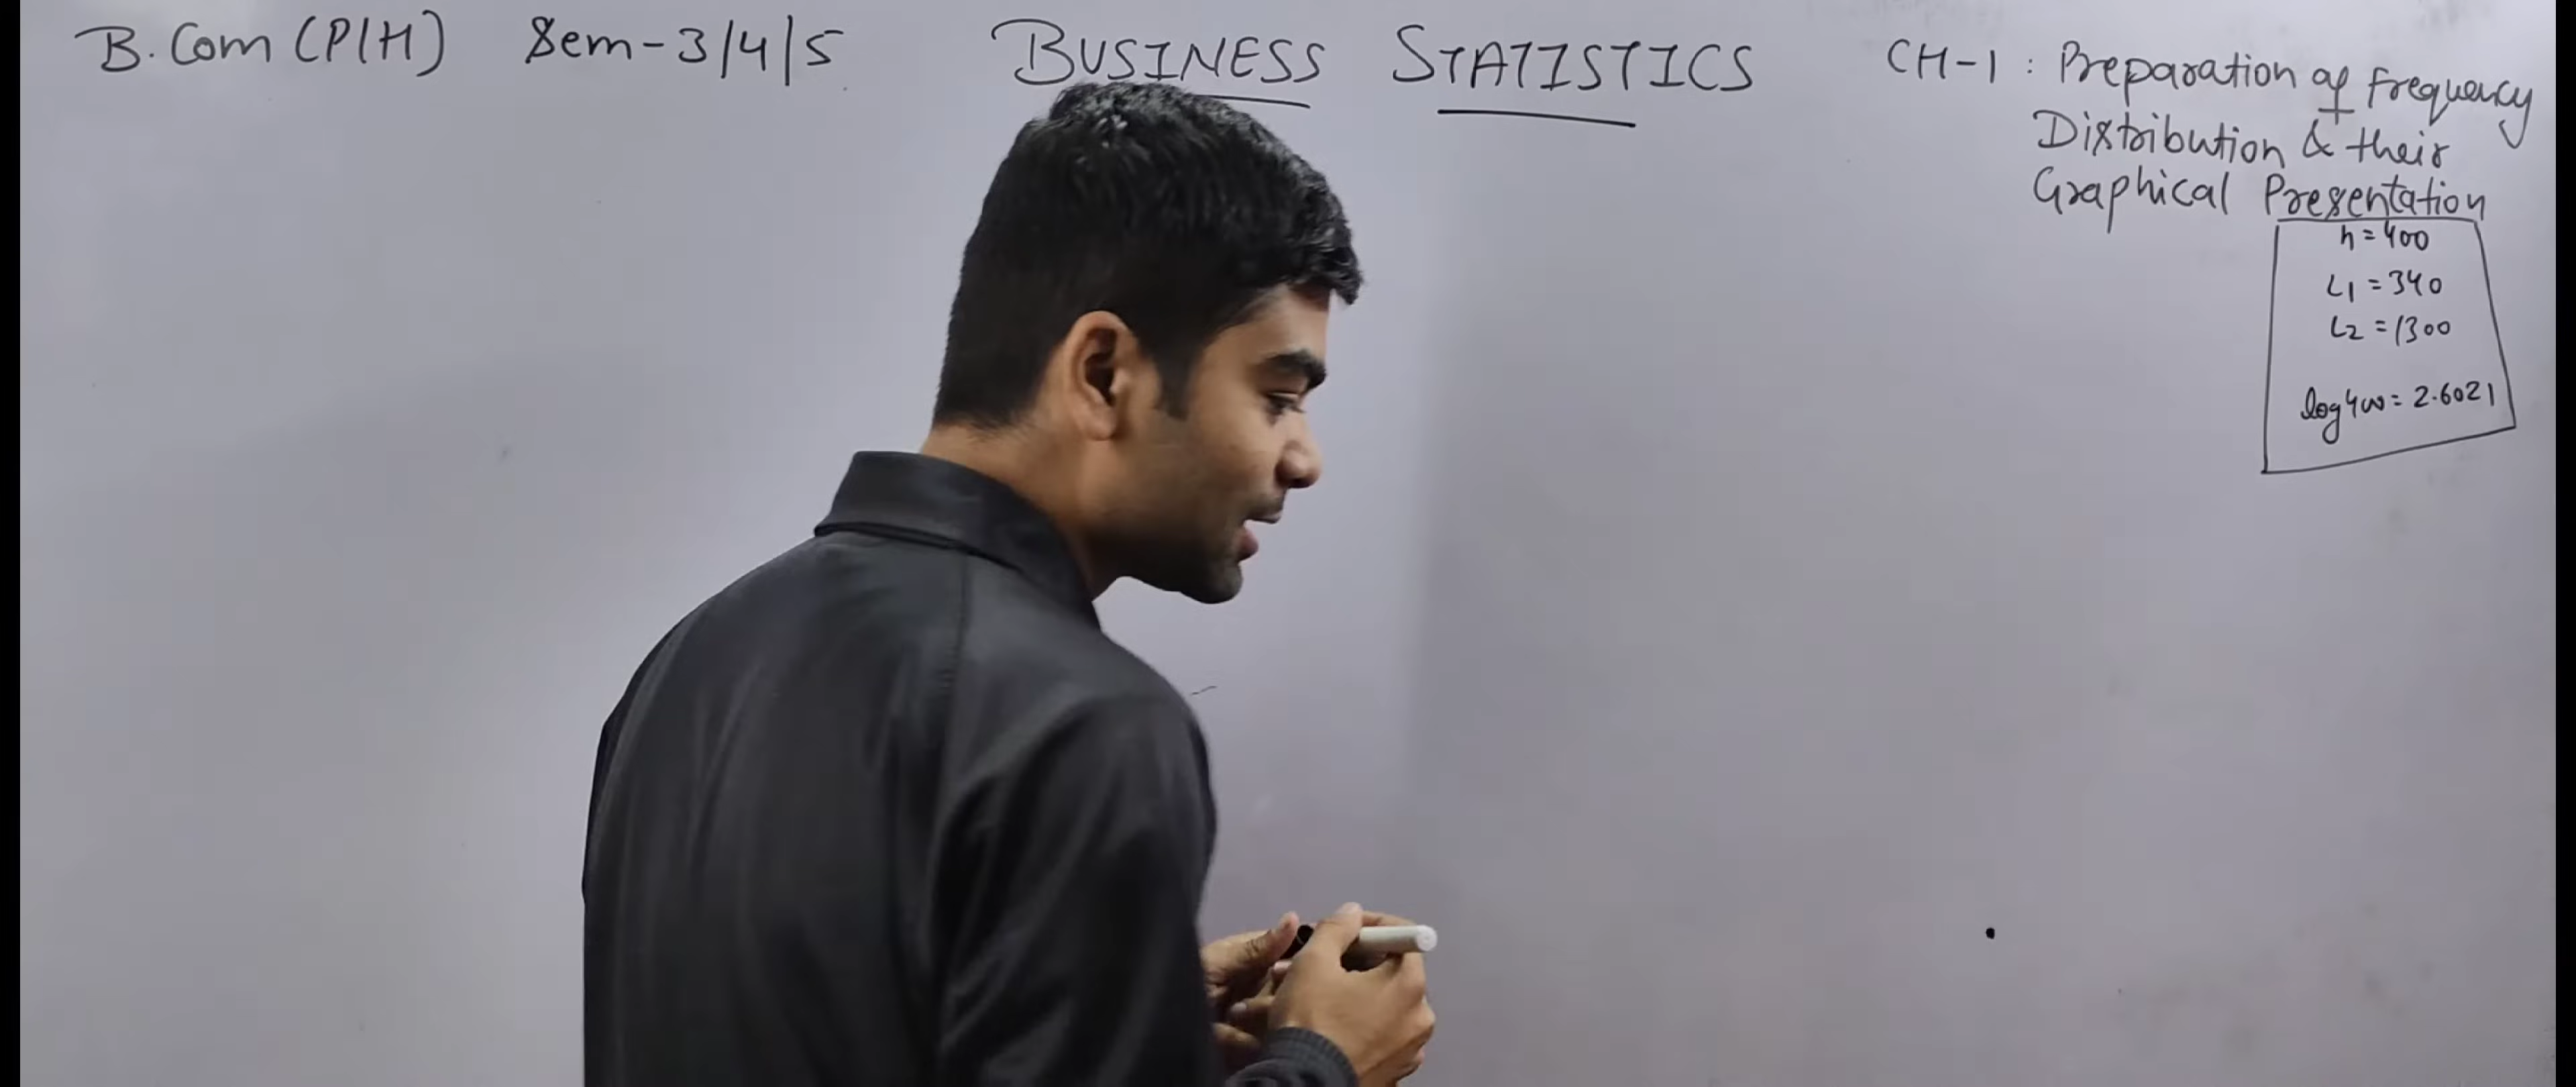 B.Com (P/H) Sem-3/4/5
BUSINESS STATISTICS
CH-1 : Preparation of Frequency
Distribution & their
Graphical Presentation
n = 400
L1 = 340
L2 = 1300
log 400 = 2.6021